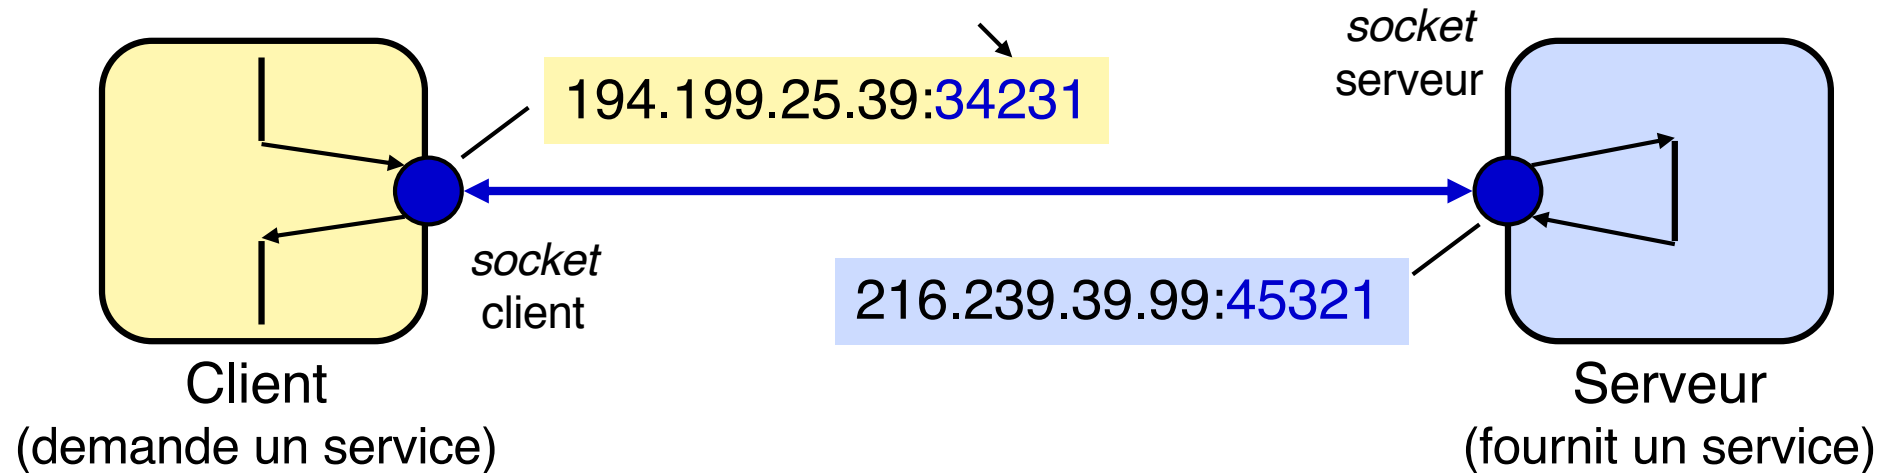 194.199.25.39:34231
socket
serveur
socket
client
216.239.39.99:45321
Client
(demande un service)
Serveur
(fournit un service)